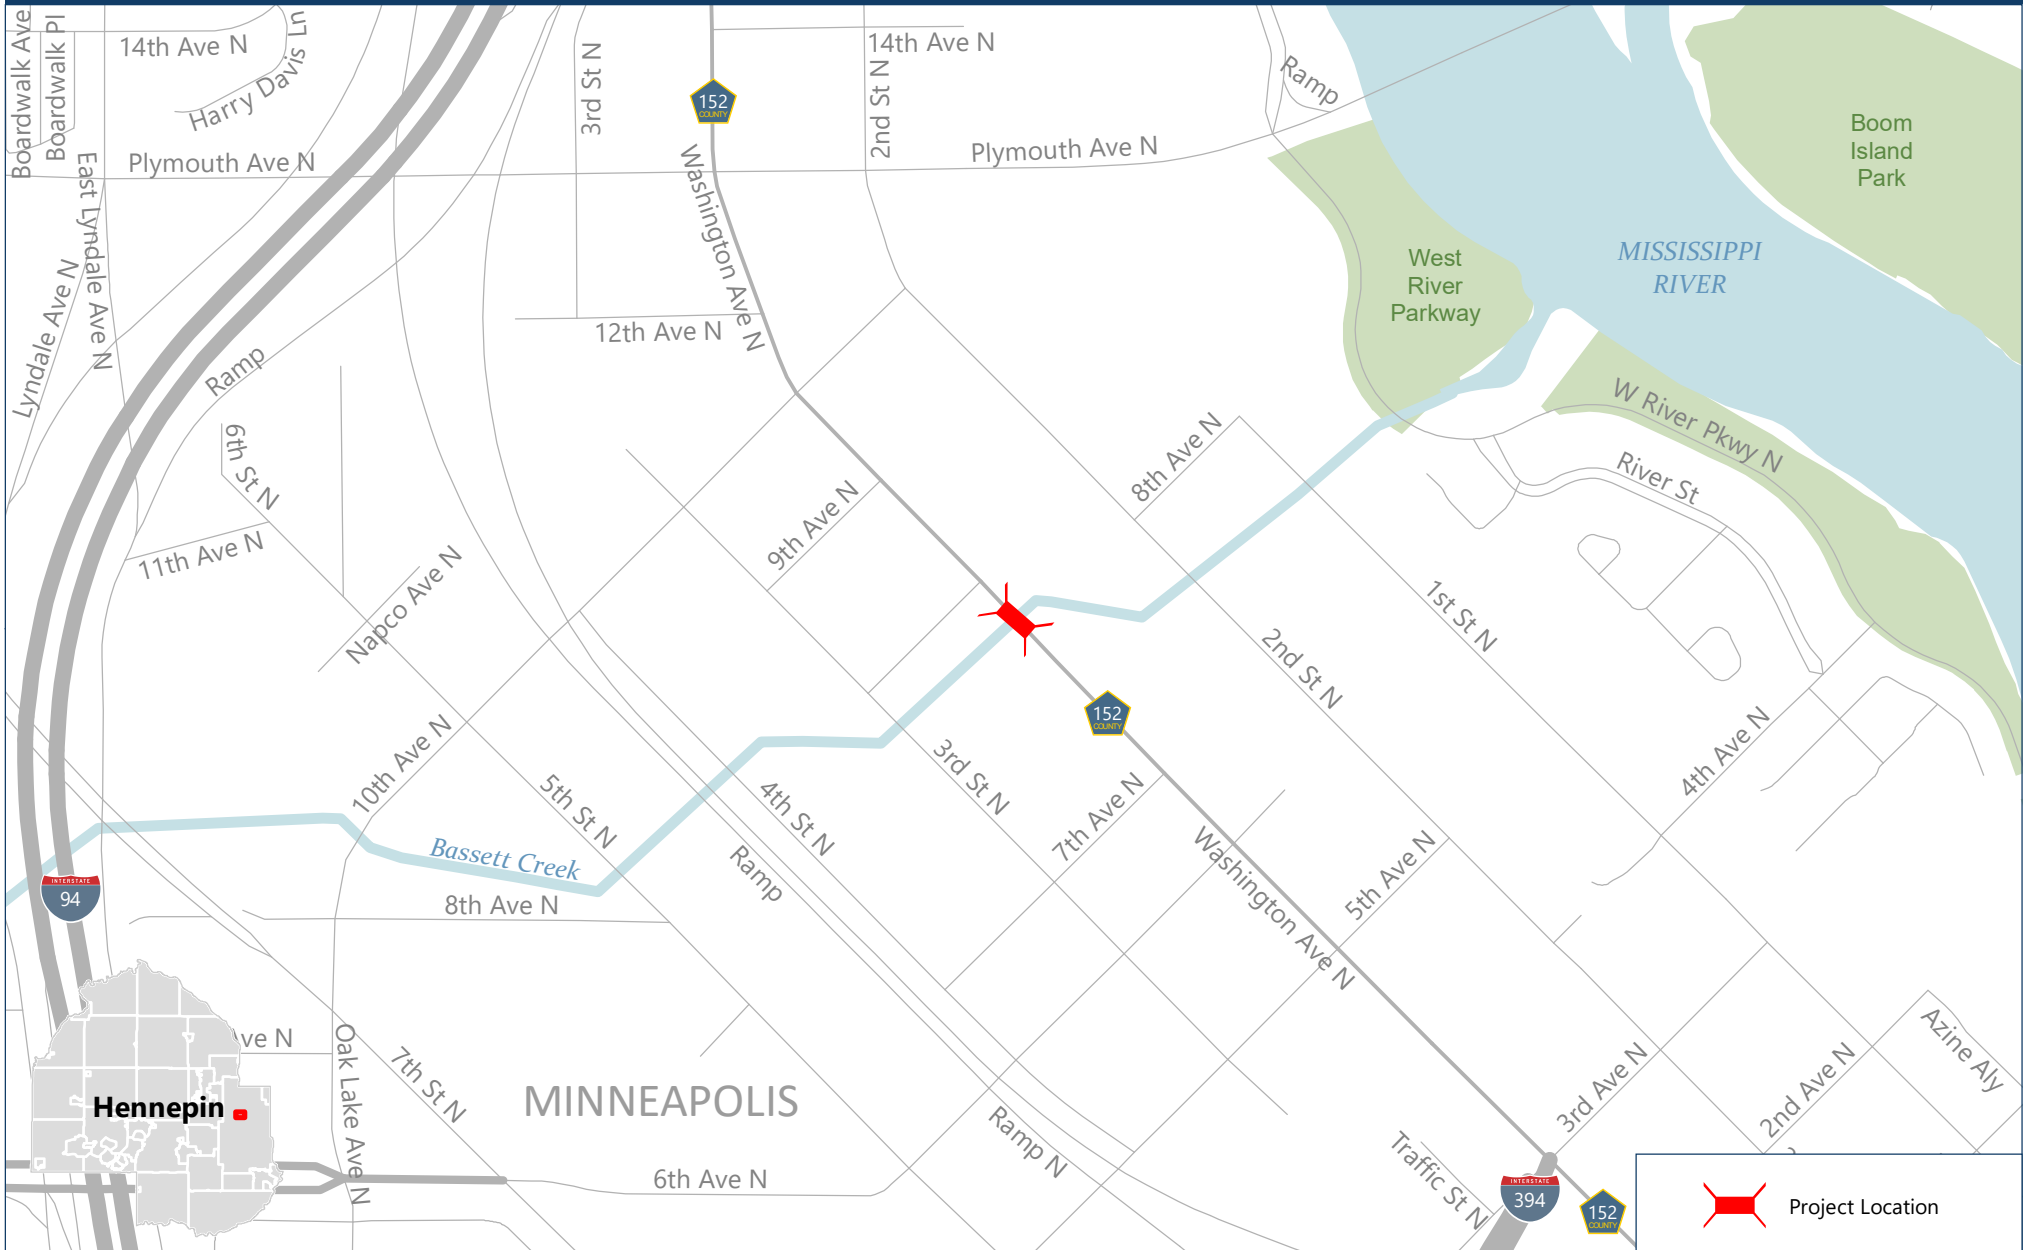 Boardwalk Ave
Boardwalk Pl
14th Ave N
Harry Davis Ln
3rd St N
152
COUNTY
2nd St N
14th Ave N
Ramp
Boom
Island
Park
Plymouth Ave N
Plymouth Ave N
East Lyndale Ave N
Washington Ave N
Lyndale Ave N
West
River
Parkway
MISSISSIPPI
RIVER
12th Ave N
Ramp
6th St N
8th Ave N
W River Pkwy N
River St
9th Ave N
11th Ave N
Napco Ave N
1st St N
2nd St N
152
COUNTY
10th Ave N
5th St N
4th St N
3rd St N
7th Ave N
4th Ave N
Bassett Creek
Ramp
Washington Ave N
5th Ave N
INTERSTATE
94
8th Ave N
ve N
Oak Lake Ave N
7th St N
MINNEAPOLIS
Hennepin
Ramp N
6th Ave N
Traffic St N
3rd Ave N
2nd Ave N
Azine Aly
INTERSTATE
394
152
COUNTY
Project Location